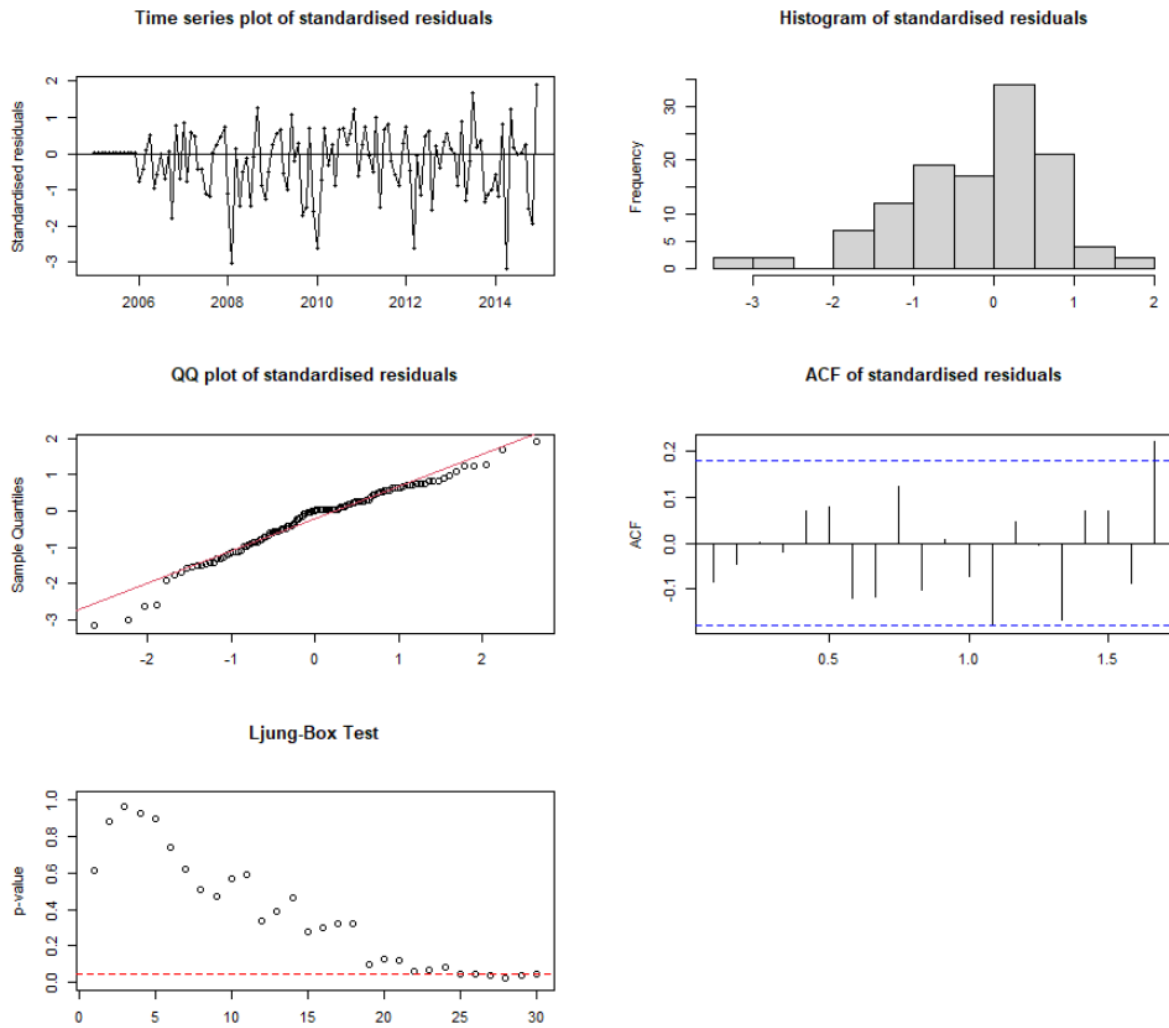 Time series plot of standardised residuals
Standardised residuals
2
1
0
-1
-2
-3
2006 2008 2010 2012 2014
Histogram of standardised residuals
Frequency
30
20
10
5
0
-3 -2 -1 0 1 2
QQ plot of standardised residuals
Sample Quantiles
2
1
0
-1
-2
-3
-2 -1 0 1 2
ACF of standardised residuals
ACF
0.2
0.1
0.0
-0.1
0.5 1.0 1.5
Ljung-Box Test
p-value
1.0
0.8
0.6
0.4
0.2
0.0
0 5 10 15 20 25 30